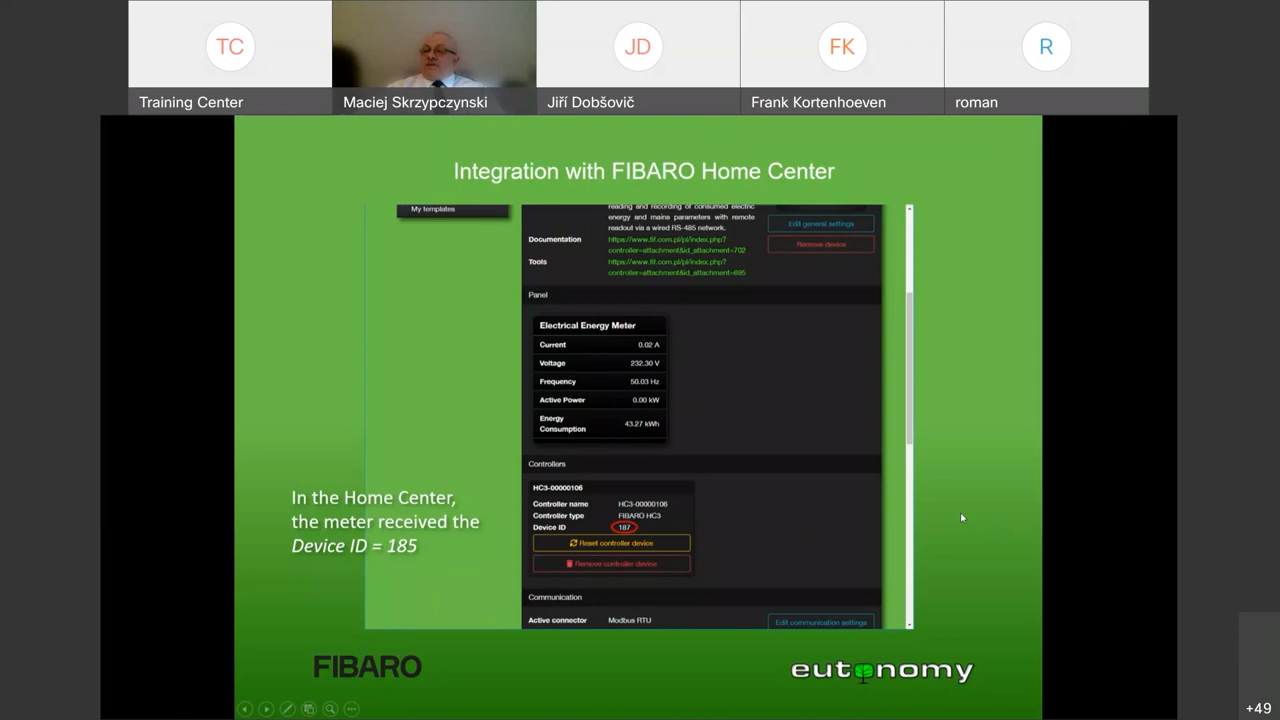 TC
JD
FK
R
Training Center
Maciej Skrzypczynski
Jiří Dobšovič
Frank Kortenhoeven
roman
Integration with FIBARO Home Center
My templates
reading and recording of consumed electric
energy and mains parameters with remote
readout via a wired RS-485 network.
Edit general settings
Remove device
Documentation
https://www.fif.com.pl/pl/index.php?
controller=attachment&id_attachment=702
Tools
https://www.fif.com.pl/pl/index.php?
controller=attachment&id_attachment=695
Panel
Electrical Energy Meter
Current 0.02 A
Voltage 232.30 V
Frequency 50.03 Hz
Active Power 0.00 kW
Energy
Consumption 43.27 kWh
Controllers
HC3-00000106
Controller name HC3-00000106
Controller type FIBARO HC3
Device ID 187
Reset controller device
Remove controller device
In the Home Center,
the meter received the
Device ID = 185
Communication
Active connector Modbus RTU
Edit communication settings
FIBARO
eutonomy
+49